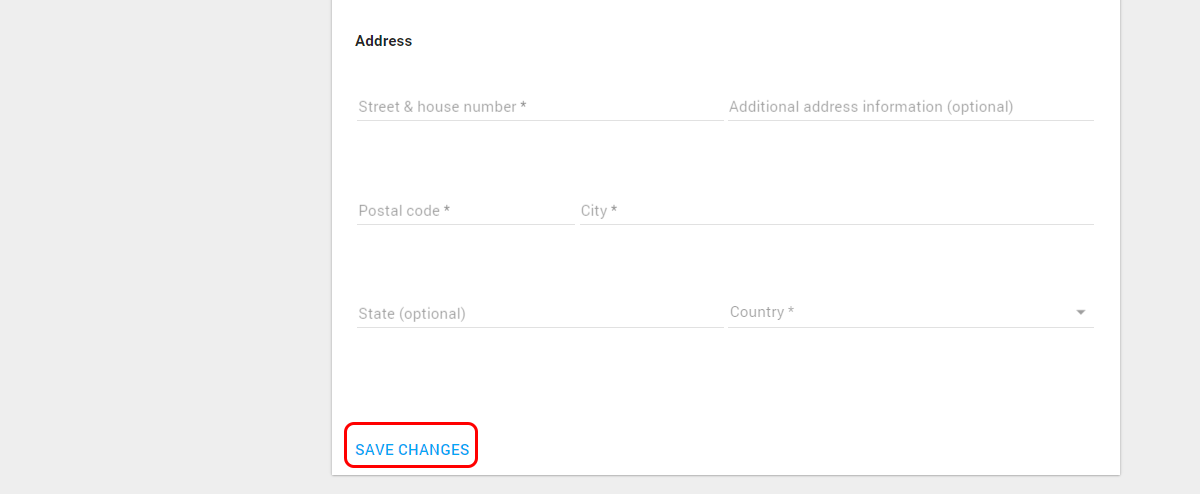 Address
Street & house number * Additional address information (optional)
Postal code * City *
State (optional) Country *
SAVE CHANGES